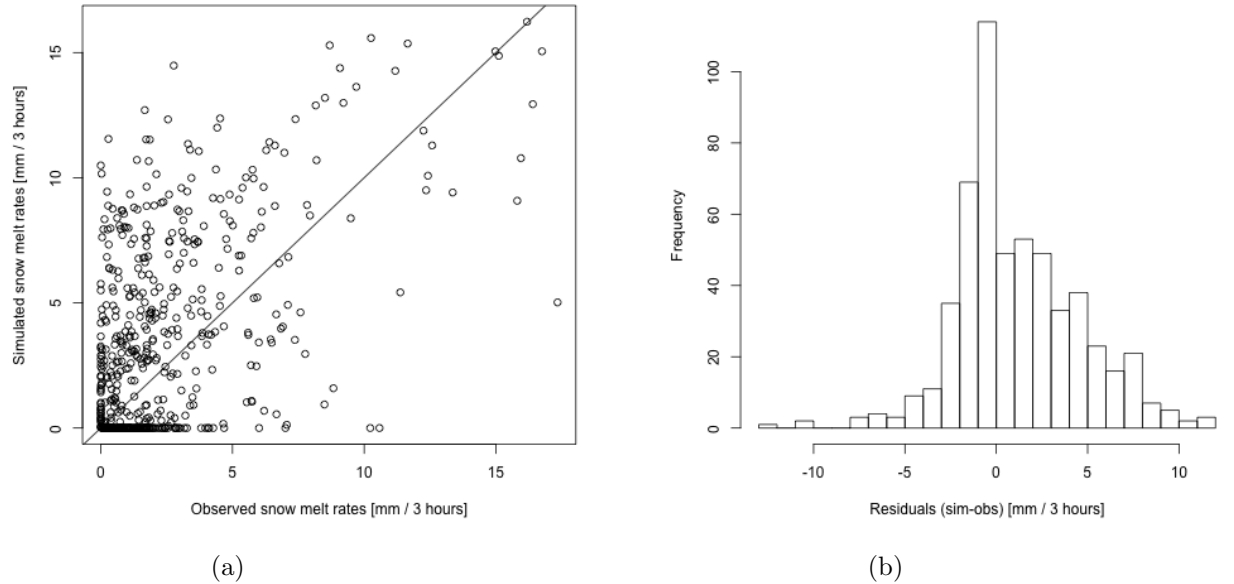 Simulated snow melt rates [mm / 3 hours]
15
10
5
0
0 5 10 15
Observed snow melt rates [mm / 3 hours]
(a)
Frequency
100
80
60
40
20
0
-10 -5 0 5 10
Residuals (sim-obs) [mm / 3 hours]
(b)